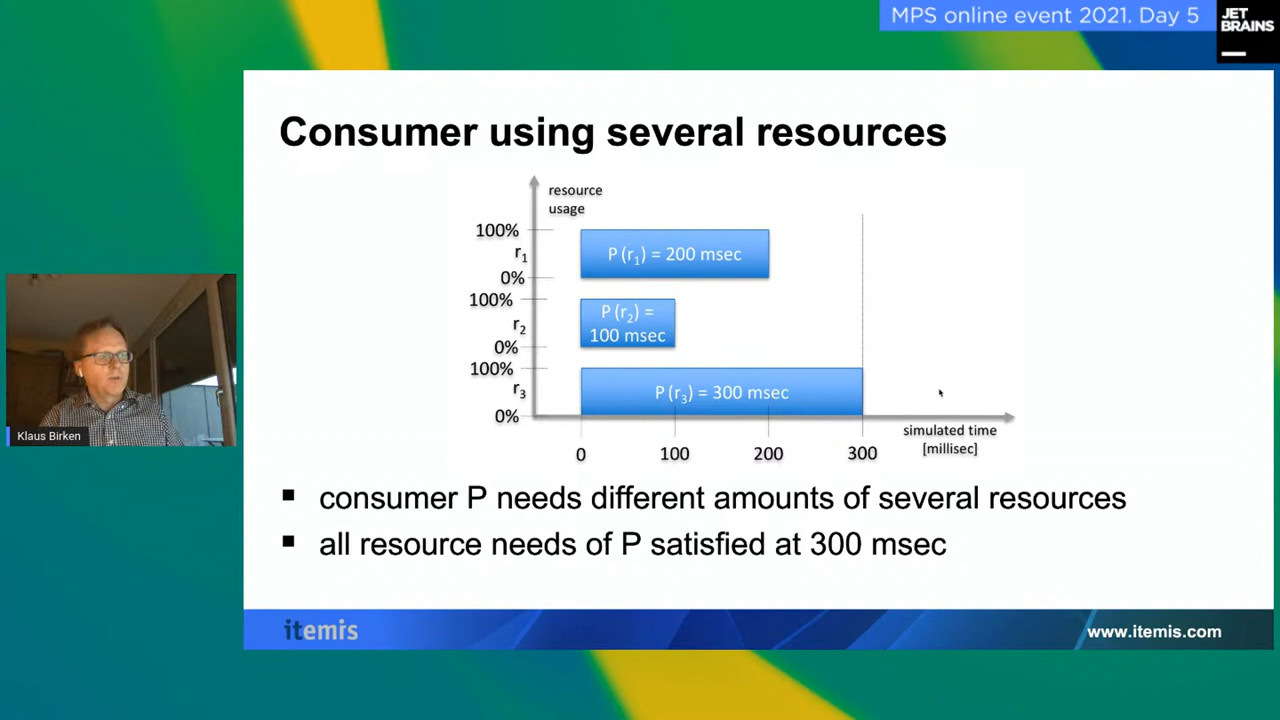 MPS online event 2021. Day 5
JET
BRAINS
Consumer using several resources
resource
usage
100%
r1
0%
P (r1) = 200 msec
100%
r2
0%
P (r2) =
100 msec
100%
r3
0%
P (r3) = 300 msec
simulated time
[millisec]
0 100 200 300
Klaus Birken
▪ consumer P needs different amounts of several resources
▪ all resource needs of P satisfied at 300 msec
itemis
www.itemis.com